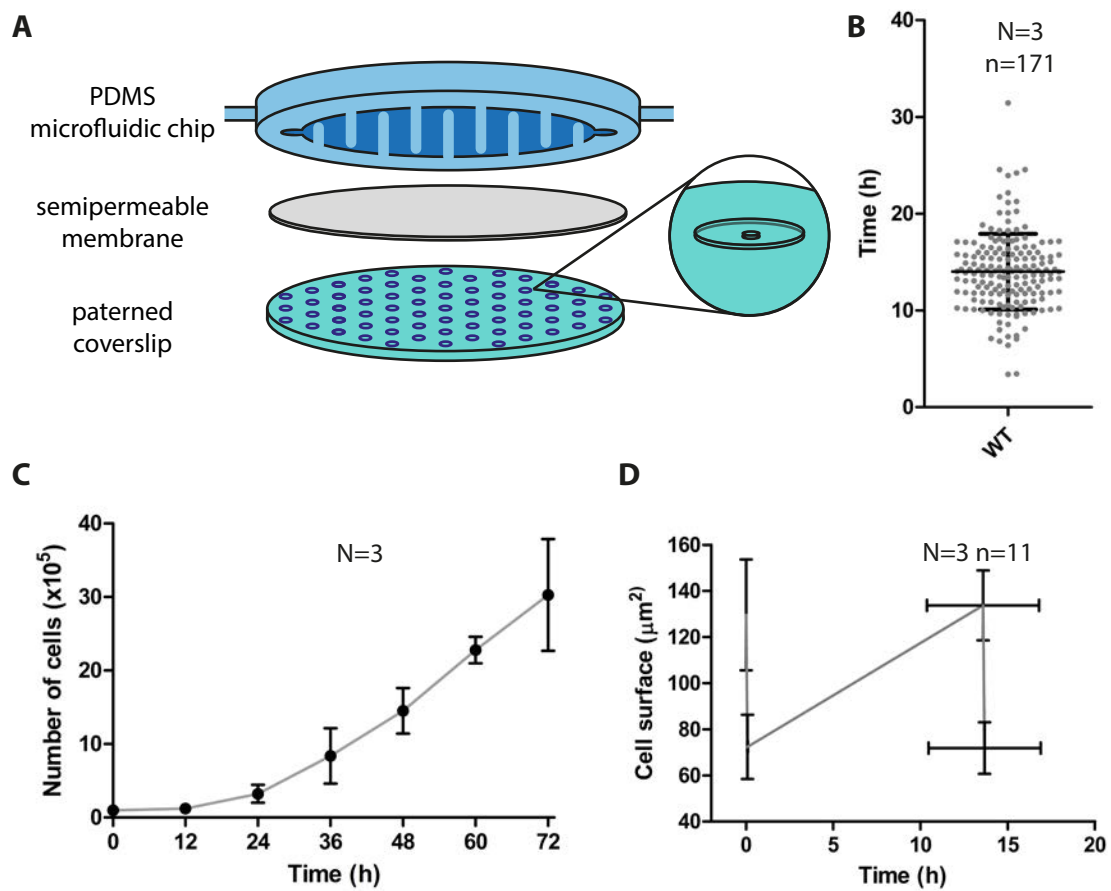 A
PDMS
microfluidic chip
semipermeable
membrane
paterned
coverslip
B
N=3
n=171
40
30
20
10
0
Time (h)
WT
C
N=3
40
30
20
10
0
Number of cells (x10⁵)
0 12 24 36 48 60 72
Time (h)
D
N=3 n=11
160
140
120
100
80
60
40
Cell surface (µm²)
0 5 10 15 20
Time (h)